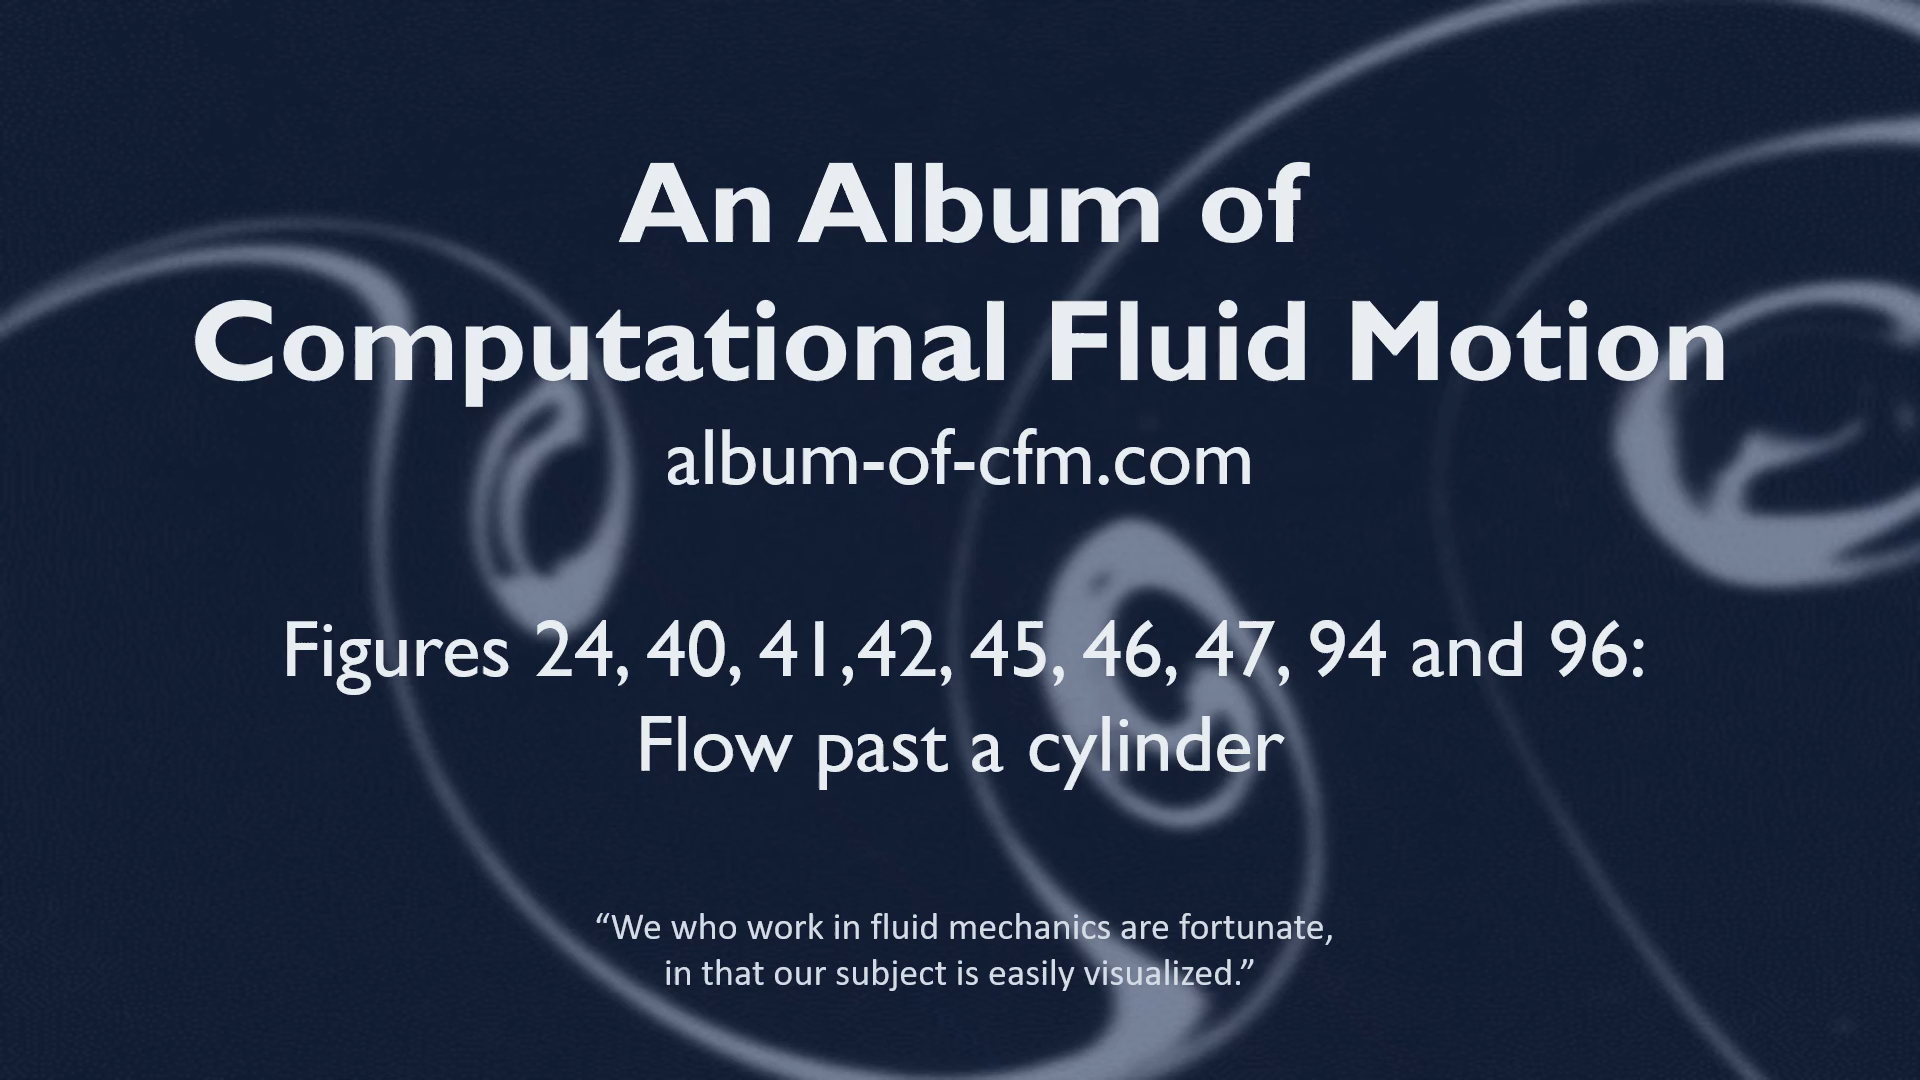 An Album of
Computational Fluid Motion
album-of-cfm.com
Figures 24, 40, 41,42, 45, 46, 47, 94 and 96:
Flow past a cylinder
“We who work in fluid mechanics are fortunate,
in that our subject is easily visualized.”